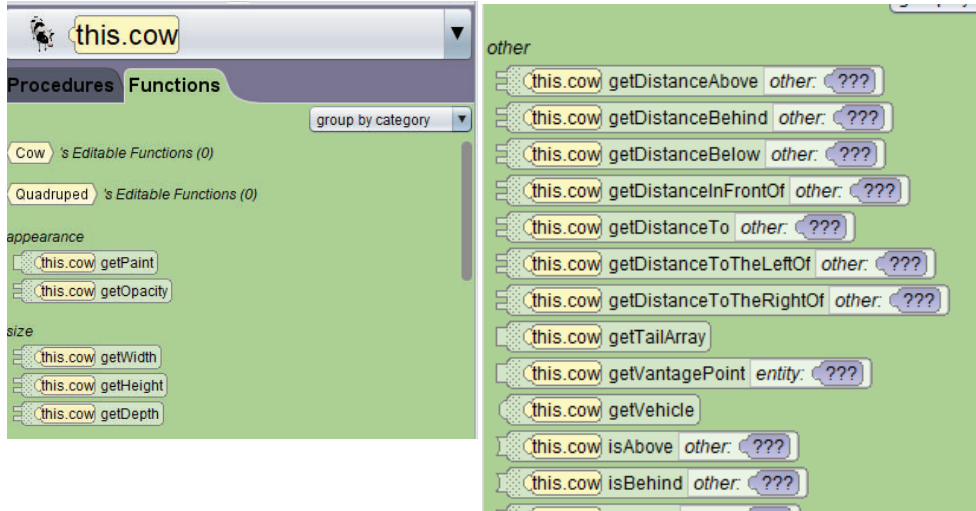 this.cow
Procedures Functions
group by category
Cow 's Editable Functions (0)
Quadruped 's Editable Functions (0)
appearance
this.cow getPaint
this.cow getOpacity
size
this.cow getWidth
this.cow getHeight
this.cow getDepth
other
this.cow getDistanceAbove other: ???
this.cow getDistanceBehind other: ???
this.cow getDistanceBelow other: ???
this.cow getDistanceInFrontOf other: ???
this.cow getDistanceTo other: ???
this.cow getDistanceToTheLeftOf other: ???
this.cow getDistanceToTheRightOf other: ???
this.cow getTailArray
this.cow getVantagePoint entity: ???
this.cow getVehicle
this.cow isAbove other: ???
this.cow isBehind other: ???